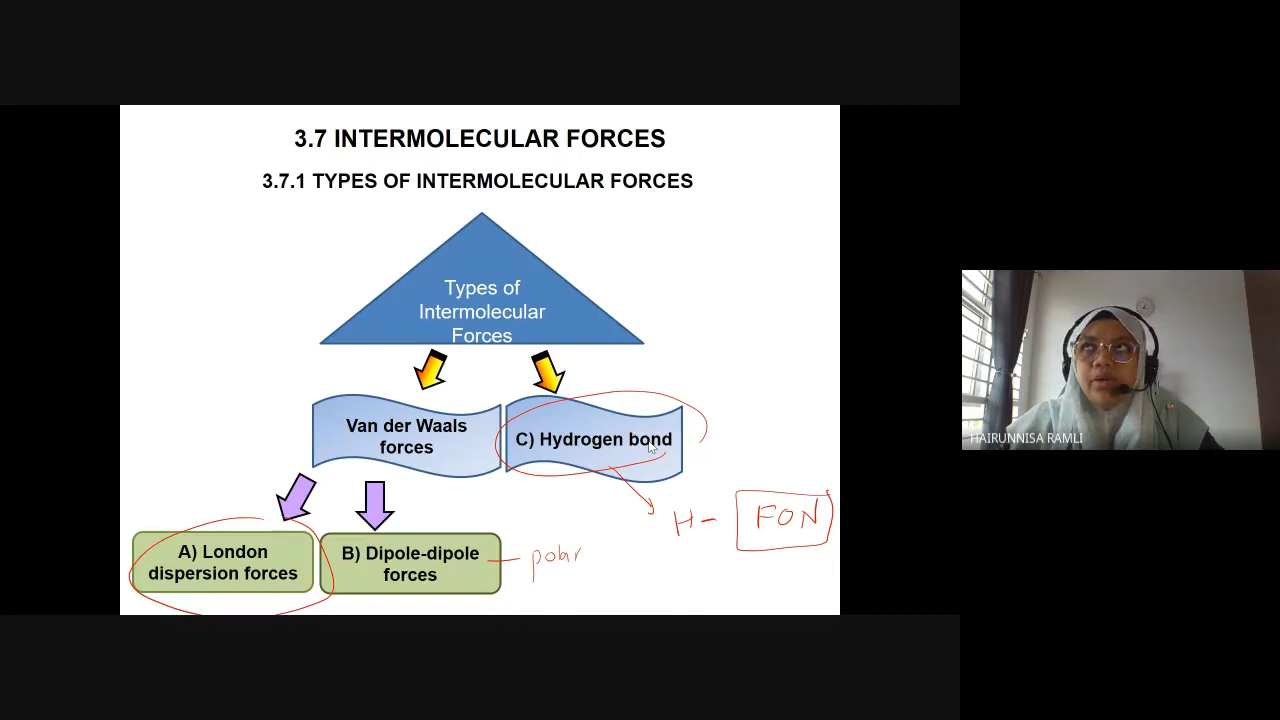 3.7 INTERMOLECULAR FORCES
3.7.1 TYPES OF INTERMOLECULAR FORCES
Types of
Intermolecular
Forces
Van der Waals
forces
C) Hydrogen bond
H- FON
A) London
dispersion forces
B) Dipole-dipole
forces
polar
HAIRUNNISA RAMLI